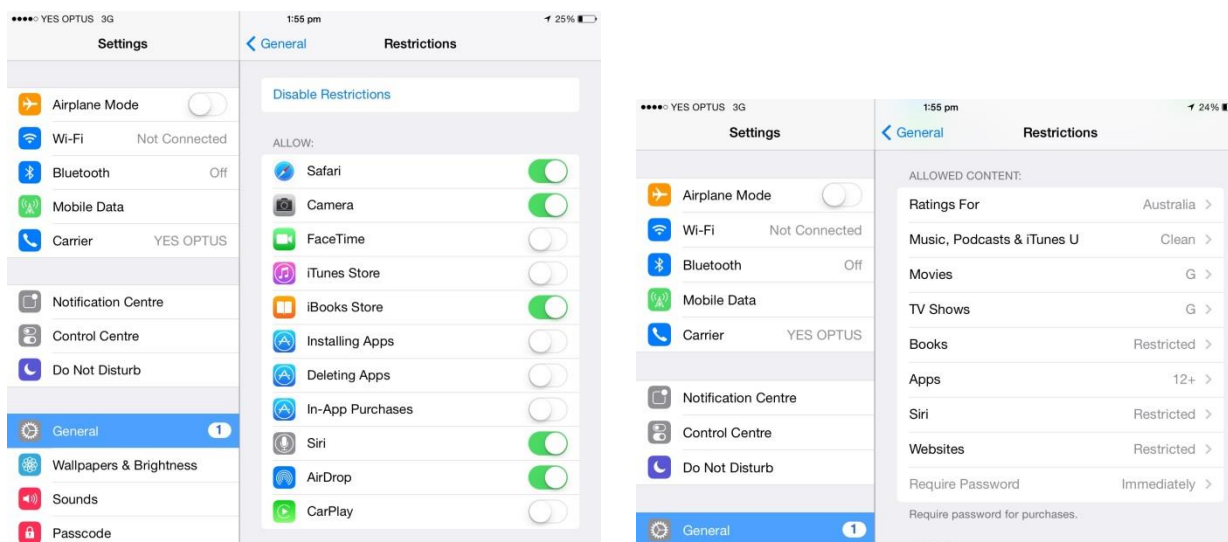 YES OPTUS 3G 1:55 pm 25%
Settings
General Restrictions
Airplane Mode
Wi-Fi Not Connected
Bluetooth Off
Mobile Data
Carrier YES OPTUS
Notification Centre
Control Centre
Do Not Disturb
General 1
Wallpapers & Brightness
Sounds
Passcode
Disable Restrictions
ALLOW:
Safari
Camera
FaceTime
iTunes Store
iBooks Store
Installing Apps
Deleting Apps
In-App Purchases
Siri
AirDrop
CarPlay
YES OPTUS 3G 1:55 pm 24%
Settings
General Restrictions
Airplane Mode
Wi-Fi Not Connected
Bluetooth Off
Mobile Data
Carrier YES OPTUS
Notification Centre
Control Centre
Do Not Disturb
General 1
ALLOWED CONTENT:
Ratings For Australia
Music, Podcasts & iTunes U Clean
Movies G
TV Shows G
Books Restricted
Apps 12+
Siri Restricted
Websites Restricted
Require Password Immediately
Require password for purchases.